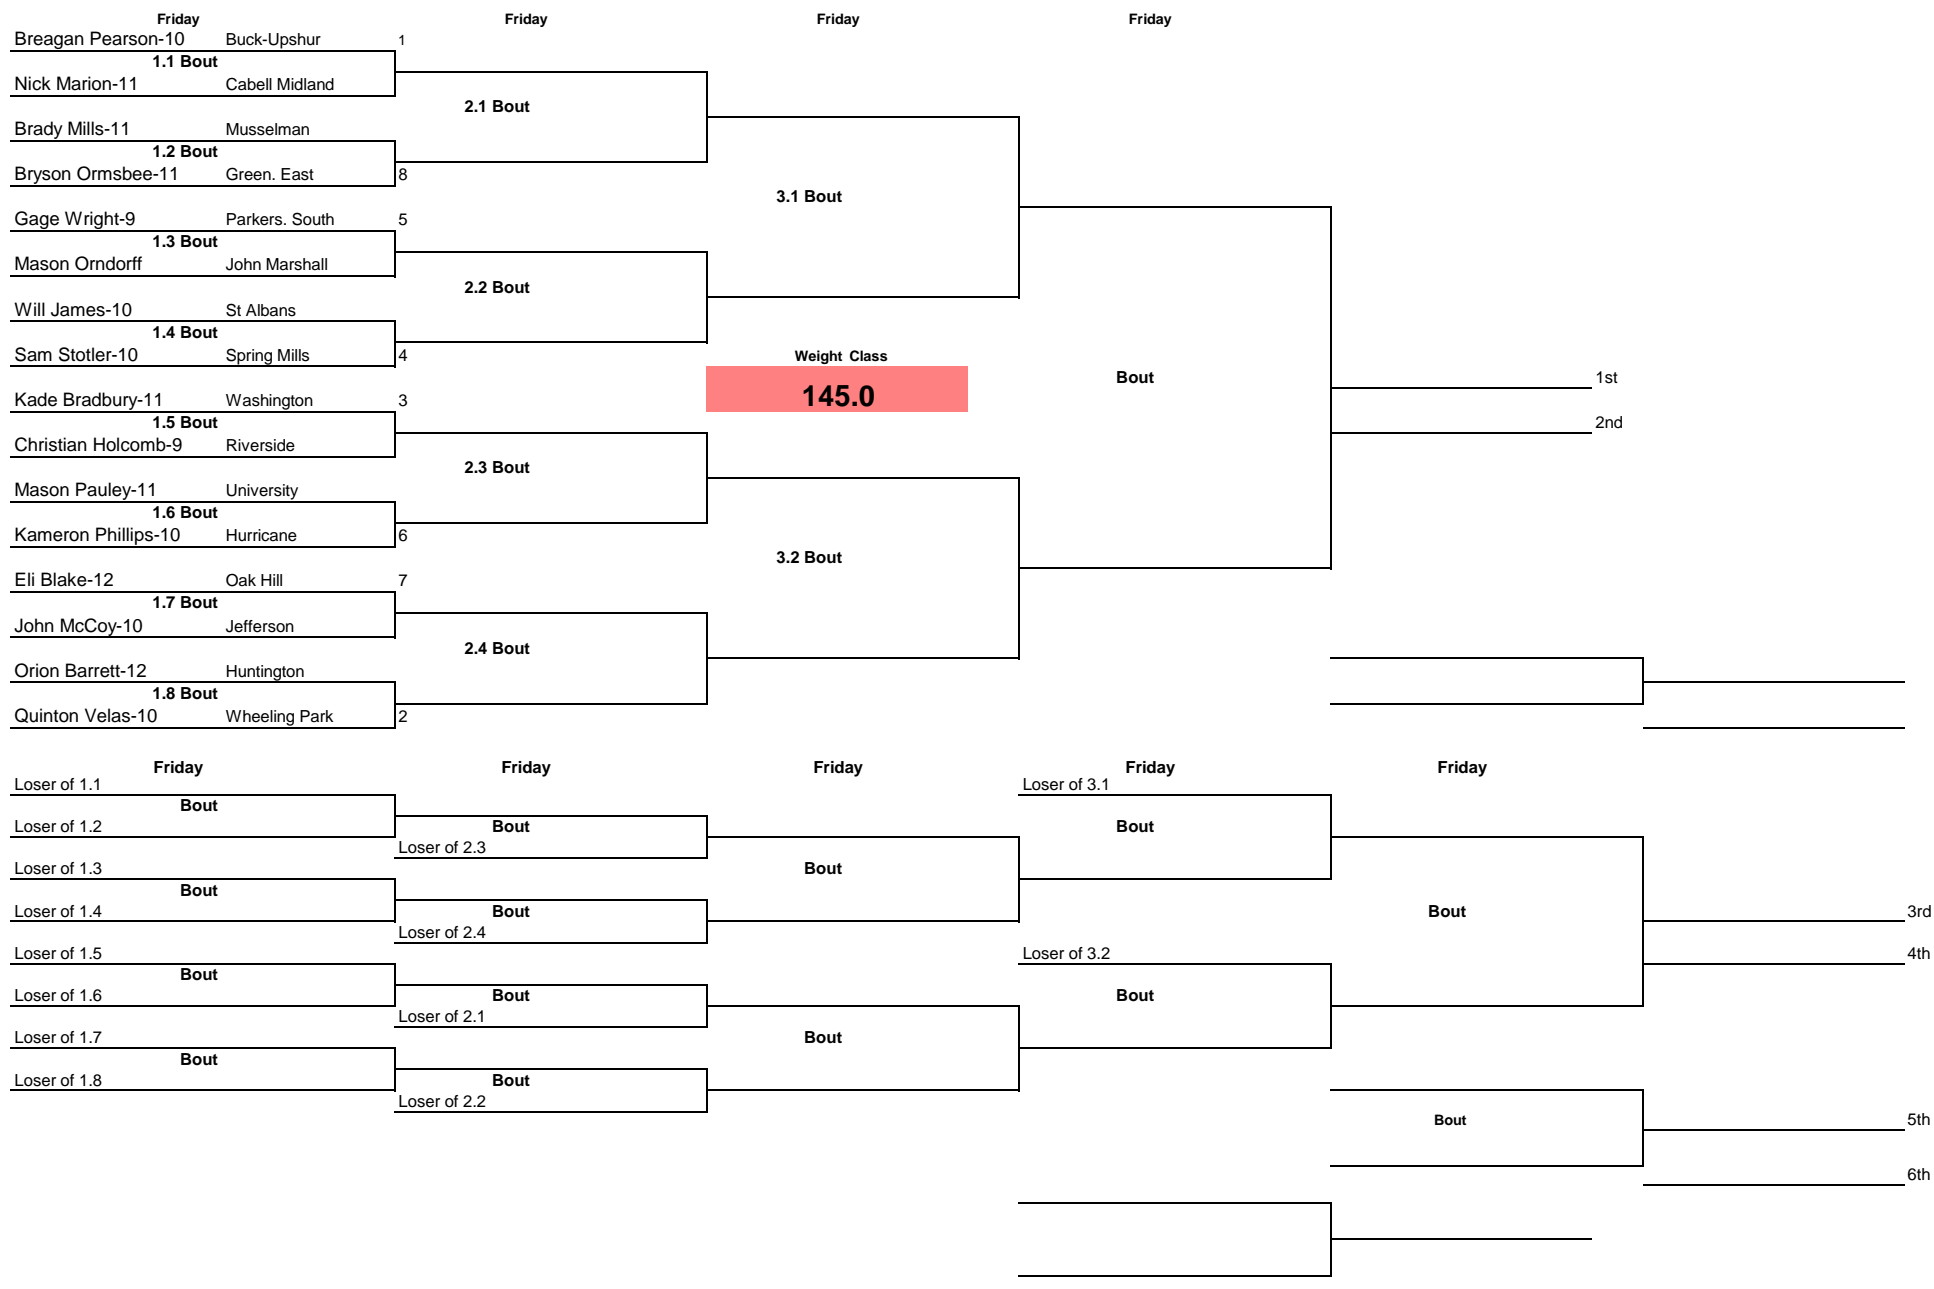 Friday Friday Friday Friday
Breagan Pearson-10 Buck-Upshur 1
1.1 Bout
Nick Marion-11 Cabell Midland
2.1 Bout
Brady Mills-11 Musselman
1.2 Bout
Bryson Ormsbee-11 Green. East 8
3.1 Bout
Gage Wright-9 Parkers. South 5
1.3 Bout
Mason Orndorff John Marshall
2.2 Bout
Will James-10 St Albans
1.4 Bout
Sam Stotler-10 Spring Mills 4 Weight Class
Bout 1st
145.0
Kade Bradbury-11 Washington 3
1.5 Bout 2nd
Christian Holcomb-9 Riverside
2.3 Bout
Mason Pauley-11 University
1.6 Bout
Kameron Phillips-10 Hurricane 6
3.2 Bout
Eli Blake-12 Oak Hill 7
1.7 Bout
John McCoy-10 Jefferson
2.4 Bout
Orion Barrett-12 Huntington
1.8 Bout
Quinton Velas-10 Wheeling Park 2
Friday Friday Friday Friday Friday
Loser of 1.1 Loser of 3.1
Bout
Loser of 1.2 Bout Bout
Loser of 2.3
Loser of 1.3 Bout
Bout
Loser of 1.4 Bout Bout 3rd
Loser of 2.4
Loser of 1.5 Loser of 3.2 4th
Bout
Loser of 1.6 Bout Bout
Loser of 2.1
Loser of 1.7 Bout
Bout
Loser of 1.8 Bout
Loser of 2.2
Bout 5th
6th